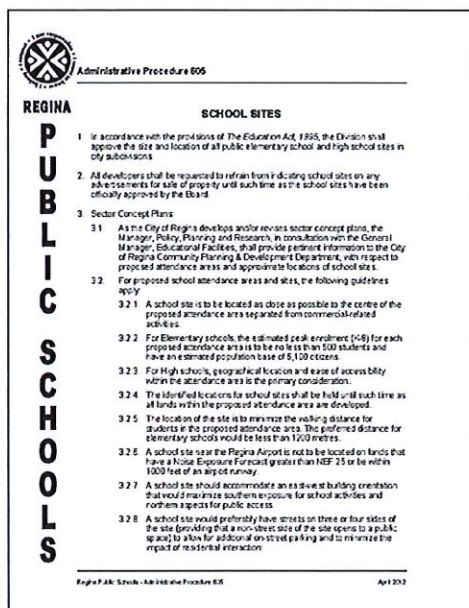 Administrative Procedure 605
REGINA
PUBLIC SCHOOLS
SCHOOL SITES
1. In accordance with the provisions of The Education Act, 1995, the Division shall
approve the size and location of all public elementary school and high school sites in
city subdivisions.
2. All developers shall be requested to refrain from indicating school sites on any
advertisements for sale of property until such time as the school sites have been
officially approved by the Board.
3. Sector Concept Plans
3.1 As the City of Regina develops and/or revises sector concept plans, the
Manager, Policy, Planning and Research, in consultation with the General
Manager, Educational Facilities, shall provide pertinent information to the City
of Regina Community Planning & Development Department, with respect to
proposed attendance areas and approximate locations of school sites.
3.2. For proposed school attendance areas and sites, the following guidelines
apply:
3.2.1 A school site is to be located as close as possible to the centre of the
proposed attendance area separated from commercial-related
activities.
3.2.2 For Elementary schools, the estimated peak enrolment (K-8) for each
proposed attendance area is to be no less than 500 students and
have an estimated population base of 5,100 citizens.
3.2.3 For High schools, geographical location and ease of accessibility
within the attendance area is the primary consideration.
3.2.4 The identified locations for school sites shall be held until such time as
all lands within the proposed attendance area are developed.
3.2.5 The location of the site is to minimize the walking distance for
students in the proposed attendance area. The preferred distance for
elementary schools would be less than 1200 metres.
3.2.6 A school site near the Regina Airport is not to be located on lands that
have a Noise Exposure Forecast greater than NEF 25 or be within
1000 feet of an airport runway.
3.2.7 A school site should accommodate an east-west building orientation
that would maximize southern exposure for school activities and
northern aspects for public access.
3.2.8 A school site would preferably have streets on three or four sides of
the site (providing that a non-street side of the site opens to a public
space) to allow for additional on-street parking and to minimize the
impact of residential interaction.
Regina Public Schools - Administrative Procedure 605
April 2012